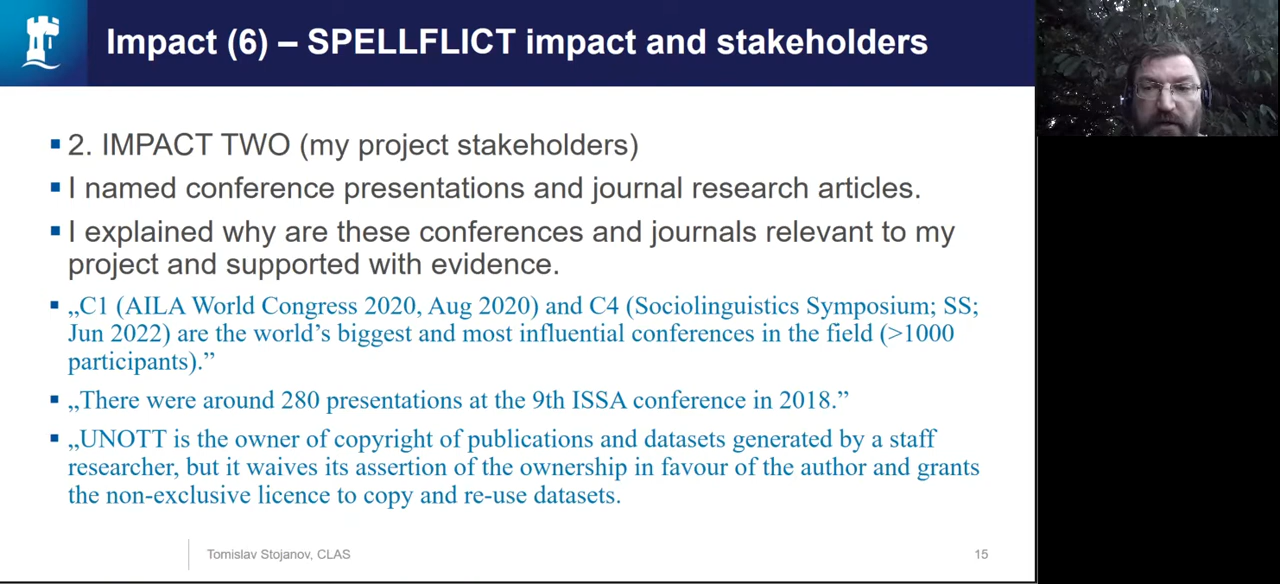 Impact (6) – SPELLFLICT impact and stakeholders
2. IMPACT TWO (my project stakeholders)
I named conference presentations and journal research articles.
I explained why are these conferences and journals relevant to my
project and supported with evidence.
„C1 (AILA World Congress 2020, Aug 2020) and C4 (Sociolinguistics Symposium; SS;
Jun 2022) are the world’s biggest and most influential conferences in the field (>1000
participants).”
„There were around 280 presentations at the 9th ISSA conference in 2018.”
„UNOTT is the owner of copyright of publications and datasets generated by a staff
researcher, but it waives its assertion of the ownership in favour of the author and grants
the non-exclusive licence to copy and re-use datasets.
Tomislav Stojanov, CLAS
15